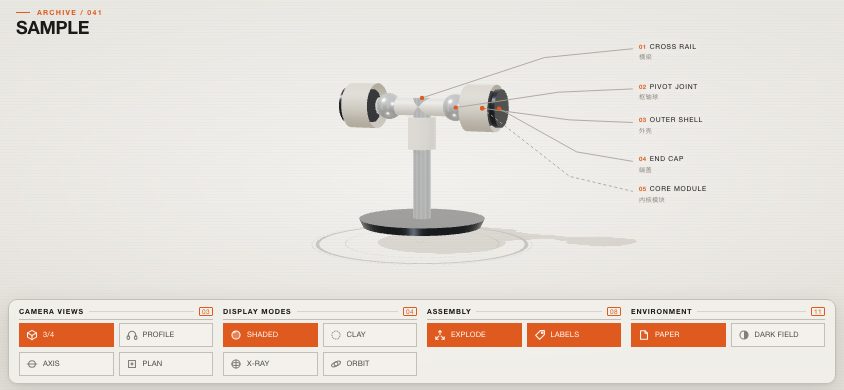 ARCHIVE / 041
SAMPLE
01 CROSS RAIL
横梁
02 PIVOT JOINT
枢轴球
03 OUTER SHELL
外壳
04 END CAP
端盖
05 CORE MODULE
内核模块
CAMERA VIEWS 03
3/4
PROFILE
AXIS
PLAN
DISPLAY MODES 04
SHADED
CLAY
X-RAY
ORBIT
ASSEMBLY 08
EXPLODE
LABELS
ENVIRONMENT 11
PAPER
DARK FIELD